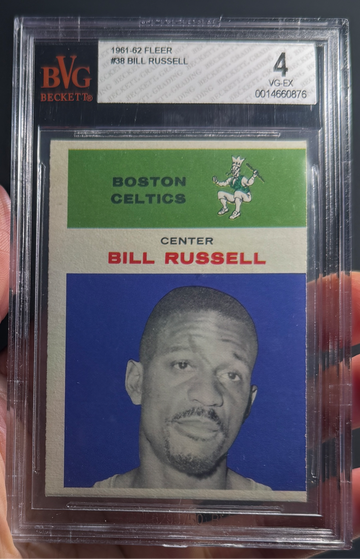 BVG
BECKETT®
1961-62 FLEER
#38 BILL RUSSELL
4
VG-EX
0014660876
BOSTON
CELTICS
CENTER
BILL RUSSELL